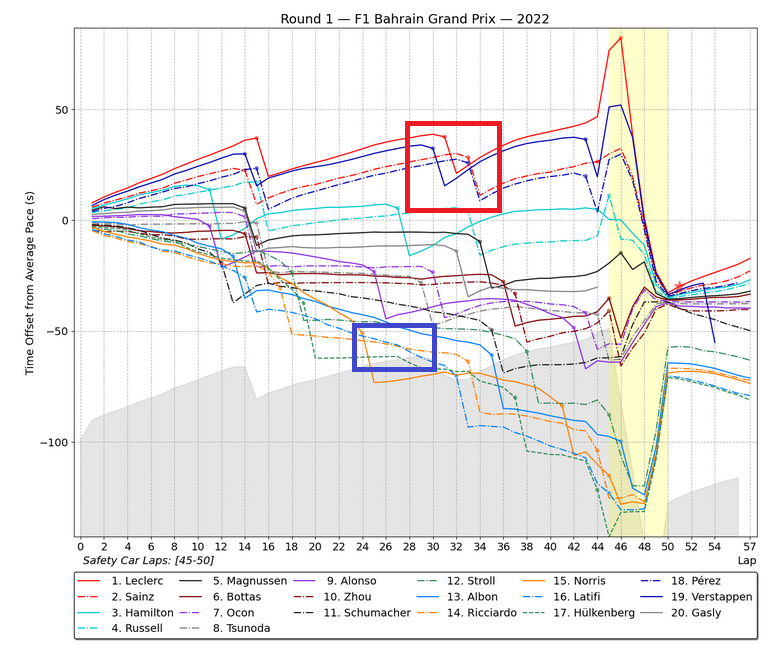 Round 1 — F1 Bahrain Grand Prix — 2022
Time Offset from Average Pace (s)
50
0
−50
−100
0 2 4 6 8 10 12 14 16 18 20 22 24 26 28 30 32 34 36 38 40 42 44 46 48 50 52 54 57
Safety Car Laps: [45-50]
Lap
1. Leclerc 5. Magnussen 9. Alonso 12. Stroll 15. Norris 18. Pérez
2. Sainz 6. Bottas 10. Zhou 13. Albon 16. Latifi 19. Verstappen
3. Hamilton 7. Ocon 11. Schumacher 14. Ricciardo 17. Hülkenberg 20. Gasly
4. Russell 8. Tsunoda